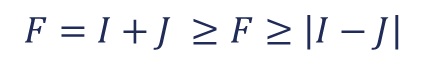 F = I + J ≥ F ≥ |I − J|